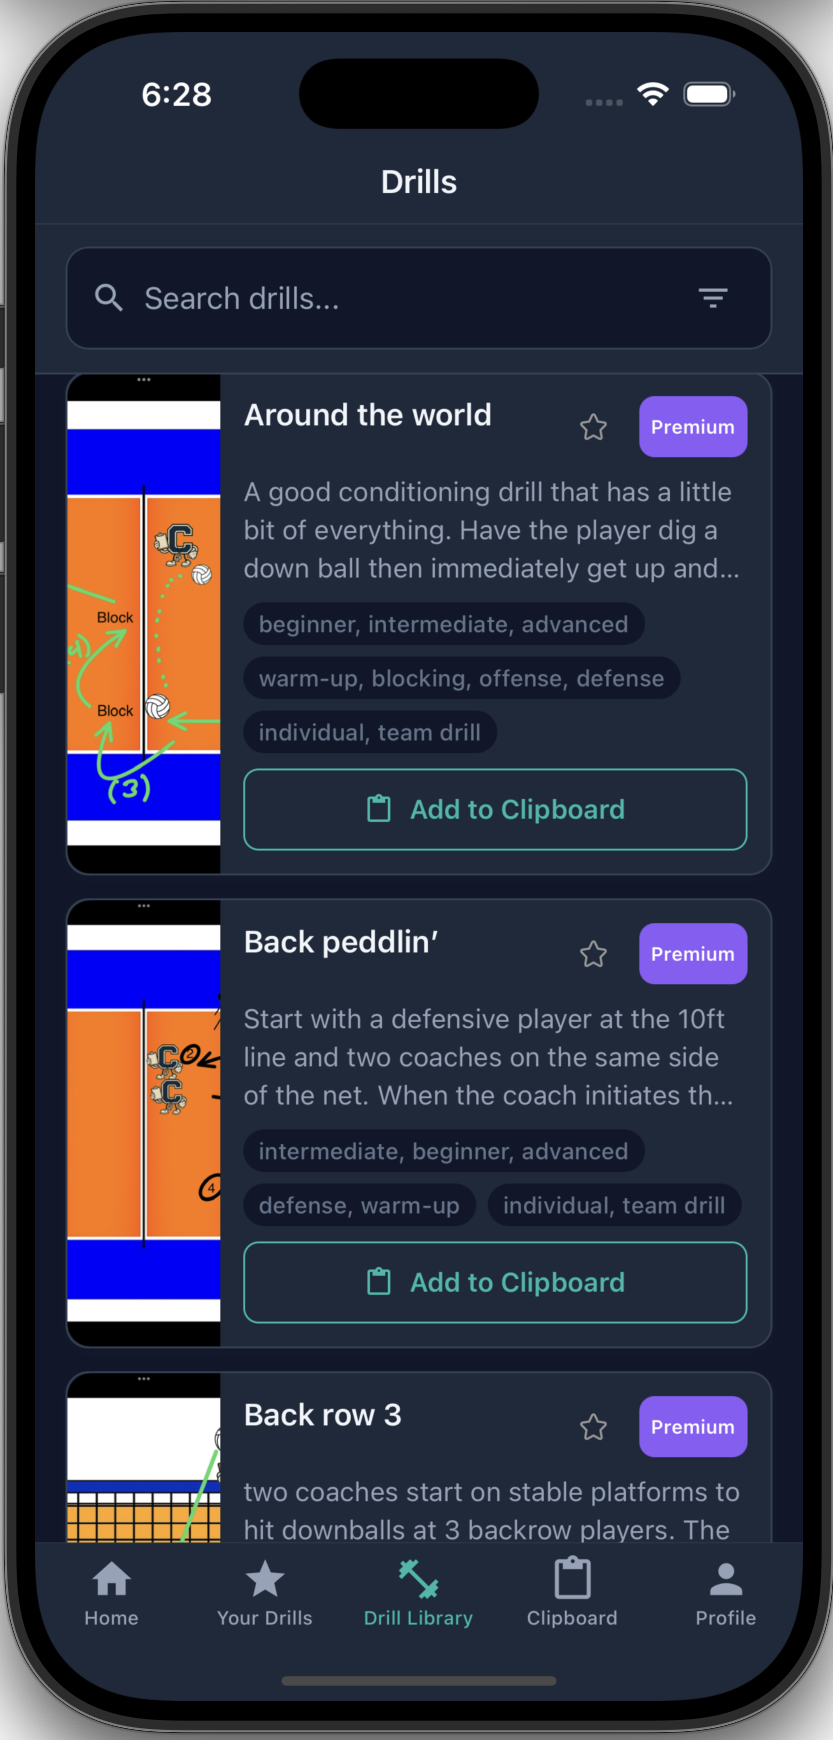 6:28
Drills
Search drills...
Around the world
Premium
A good conditioning drill that has a little
bit of everything. Have the player dig a
down ball then immediately get up and...
beginner, intermediate, advanced
warm-up, blocking, offense, defense
individual, team drill
Add to Clipboard
C
Block
Block
(3)
Back peddlin’
Premium
Start with a defensive player at the 10ft
line and two coaches on the same side
of the net. When the coach initiates th...
intermediate, beginner, advanced
defense, warm-up
individual, team drill
Add to Clipboard
C
2
C
4
Back row 3
Premium
two coaches start on stable platforms to
hit downballs at 3 backrow players. The
Home
Your Drills
Drill Library
Clipboard
Profile